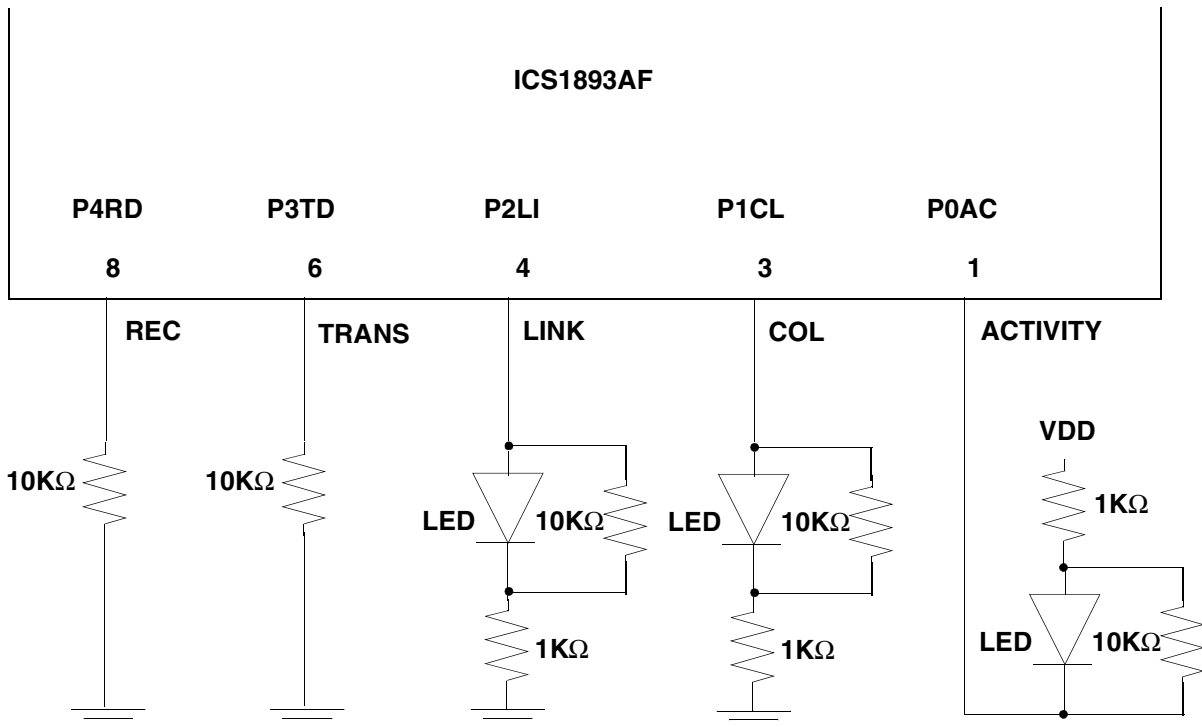 ICS1893AF
P4RD P3TD P2LI P1CL P0AC
8 6 4 3 1
REC TRANS LINK COL ACTIVITY
VDD
10KΩ 10KΩ 1KΩ
LED 10KΩ LED 10KΩ
LED 10KΩ
1KΩ 1KΩ